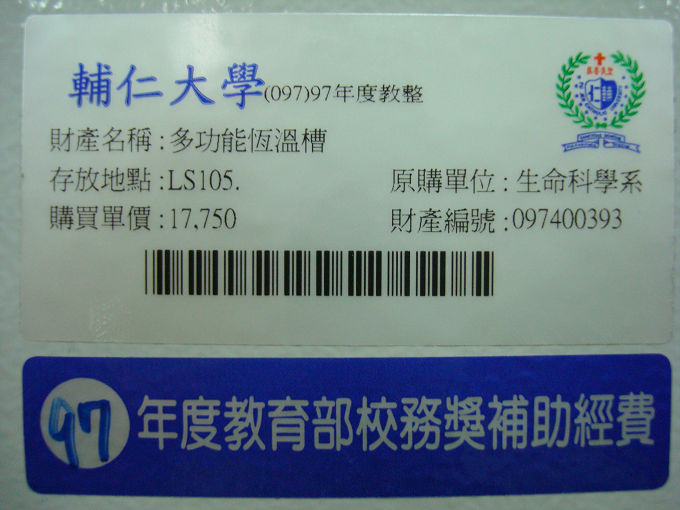 輔仁大學(097)97年度教整
財產名稱:多功能恆溫槽
存放地點:LS105.
原購單位:生命科學系
購買單價:17,750
財產編號:097400393
97年度教育部校務獎補助經費